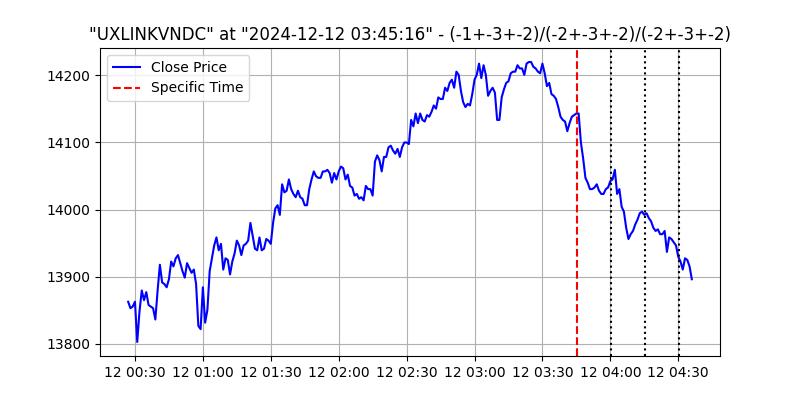 "UXLINKVNDC" at "2024-12-12 03:45:16" - (-1+-3+-2)/(-2+-3+-2)/(-2+-3+-2)
Close Price
Specific Time
14200
14100
14000
13900
13800
12 00:30 12 01:00 12 01:30 12 02:00 12 02:30 12 03:00 12 03:30 12 04:00 12 04:30